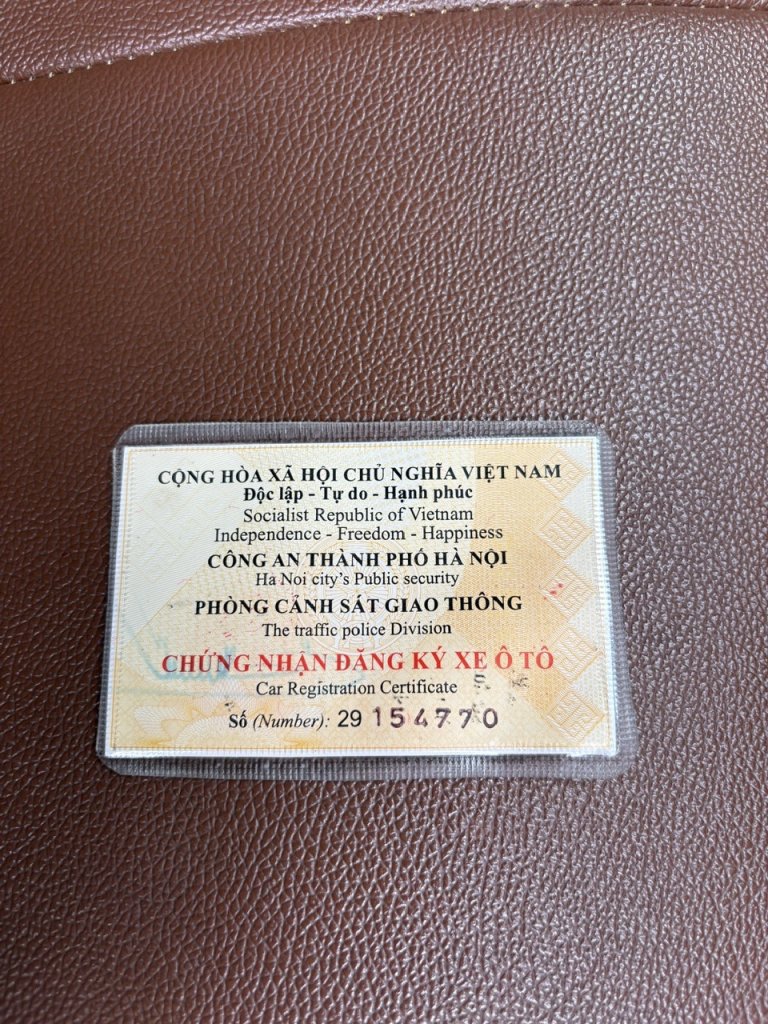 CỘNG HÒA XÃ HỘI CHỦ NGHĨA VIỆT NAM
Độc lập - Tự do - Hạnh phúc
Socialist Republic of Vietnam
Independence - Freedom - Happiness
CÔNG AN THÀNH PHỐ HÀ NỘI
Ha Noi city's Public security
PHÒNG CẢNH SÁT GIAO THÔNG
The traffic police Division
CHỨNG NHẬN ĐĂNG KÝ XE Ô TÔ
Car Registration Certificate
Số (Number): 29 154770